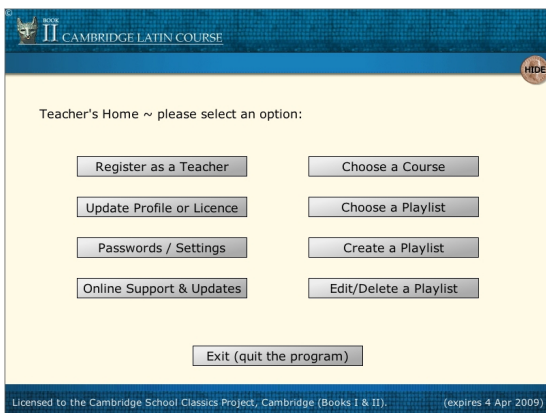 ©
BOOK
II CAMBRIDGE LATIN COURSE
HIDE
Teacher's Home ~ please select an option:
Register as a Teacher
Choose a Course
Update Profile or Licence
Choose a Playlist
Passwords / Settings
Create a Playlist
Online Support & Updates
Edit/Delete a Playlist
Exit (quit the program)
Licensed to the Cambridge School Classics Project, Cambridge (Books I & II). (expires 4 Apr 2009)